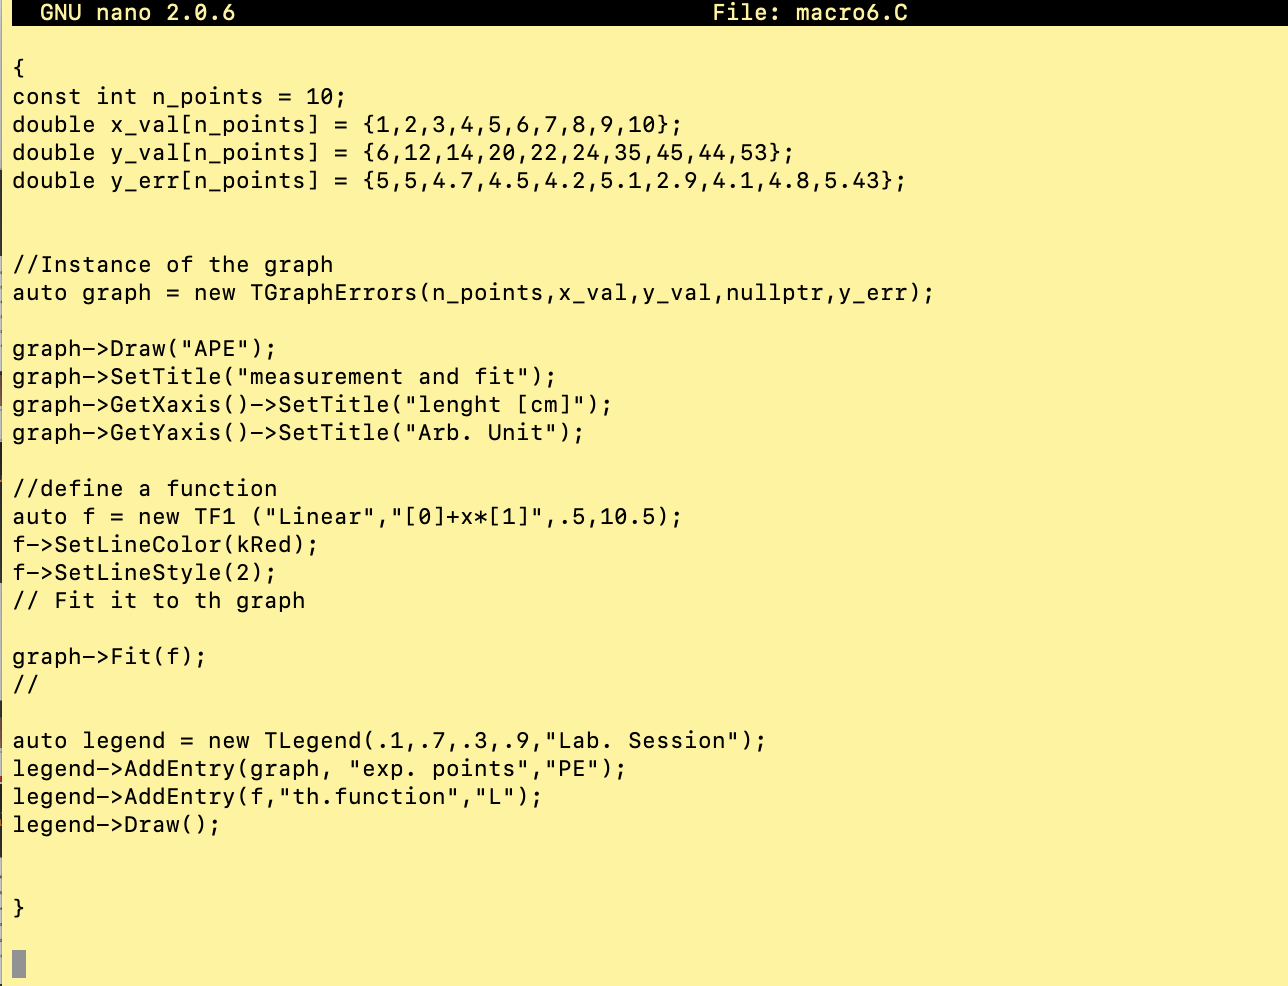 GNU nano 2.0.6 File: macro6.C
{
const int n_points = 10;
double x_val[n_points] = {1,2,3,4,5,6,7,8,9,10};
double y_val[n_points] = {6,12,14,20,22,24,35,45,44,53};
double y_err[n_points] = {5,5,4.7,4.5,4.2,5.1,2.9,4.1,4.8,5.43};
//Instance of the graph
auto graph = new TGraphErrors(n_points,x_val,y_val,nullptr,y_err);
graph->Draw("APE");
graph->SetTitle("measurement and fit");
graph->GetXaxis()->SetTitle("lenght [cm]");
graph->GetYaxis()->SetTitle("Arb. Unit");
//define a function
auto f = new TF1 ("Linear","[0]+x*[1]",.5,10.5);
f->SetLineColor(kRed);
f->SetLineStyle(2);
// Fit it to th graph
graph->Fit(f);
//
auto legend = new TLegend(.1,.7,.3,.9,"Lab. Session");
legend->AddEntry(graph, "exp. points","PE");
legend->AddEntry(f,"th.function","L");
legend->Draw();
}